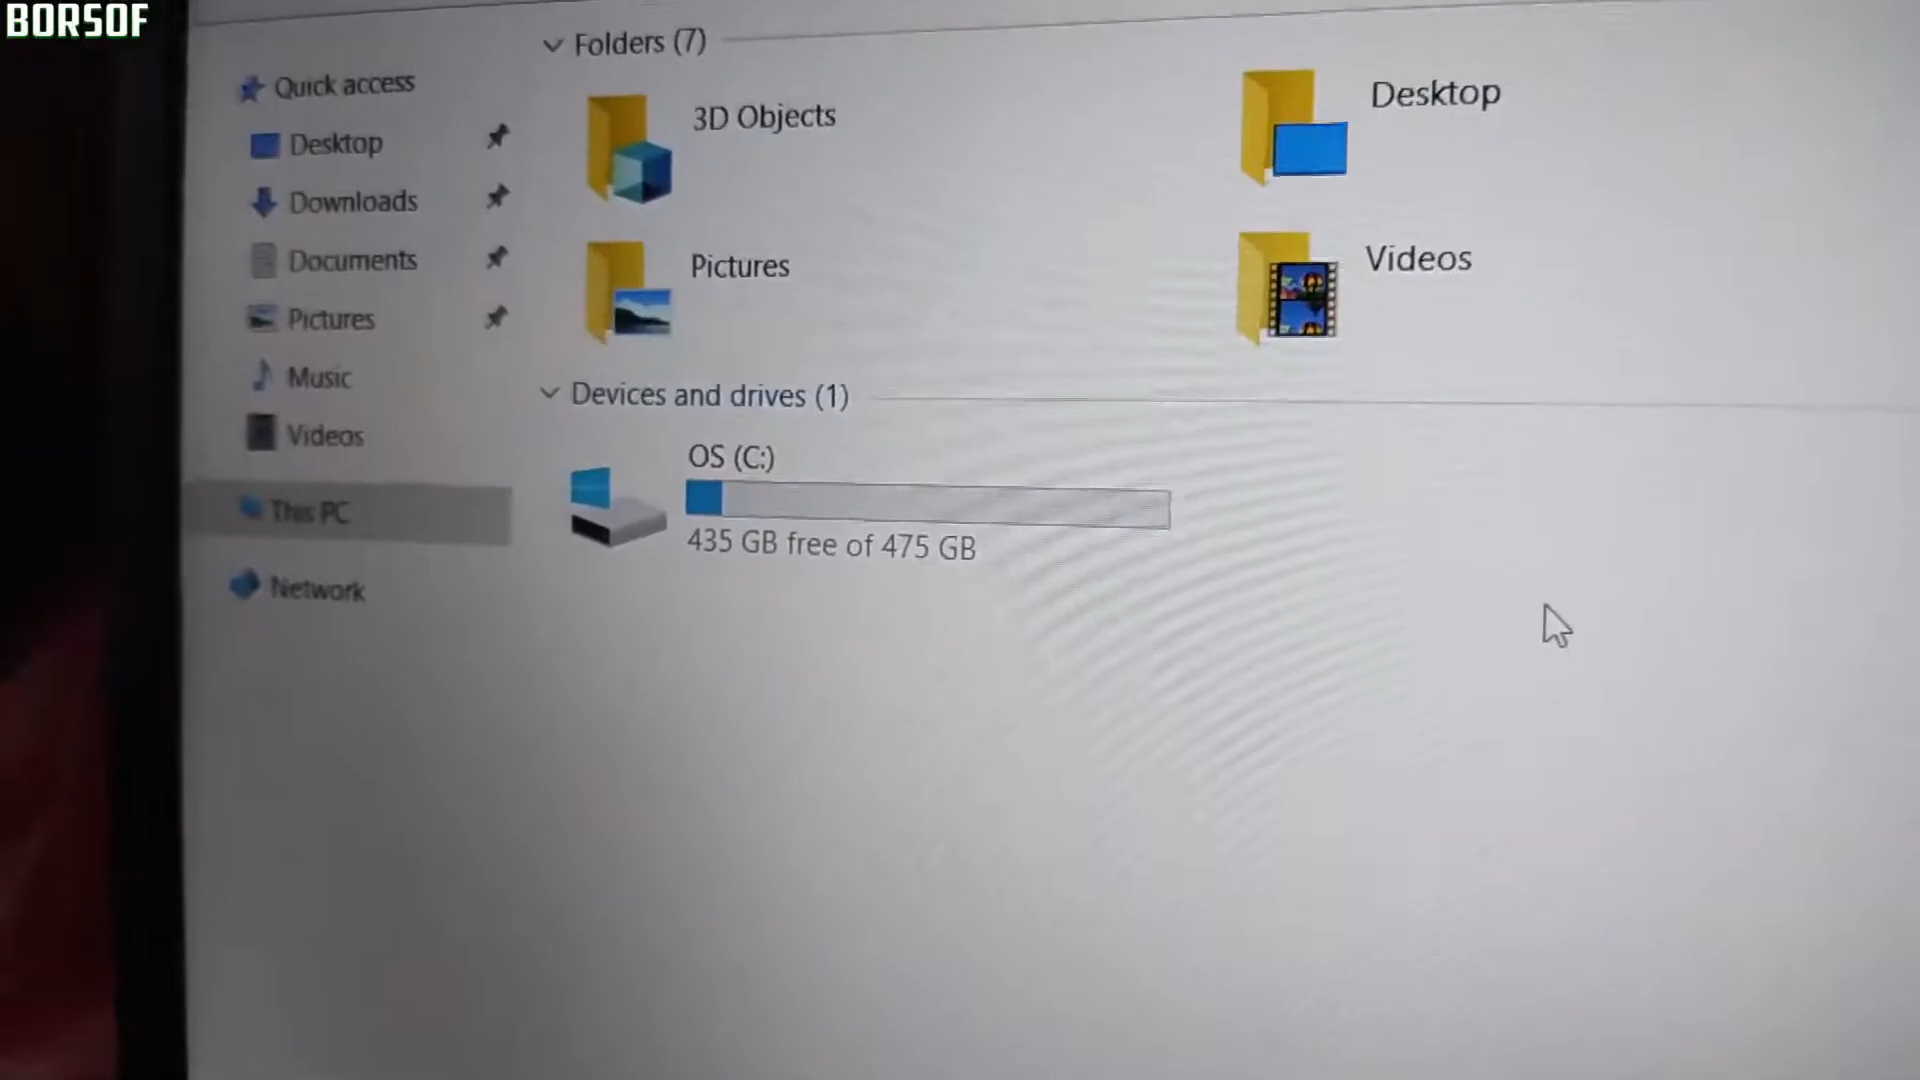 BORSOF
Quick access
Desktop
Downloads
Documents
Pictures
Music
Videos
This PC
Network
Folders (7)
3D Objects
Desktop
Pictures
Videos
Devices and drives (1)
OS (C:)
435 GB free of 475 GB